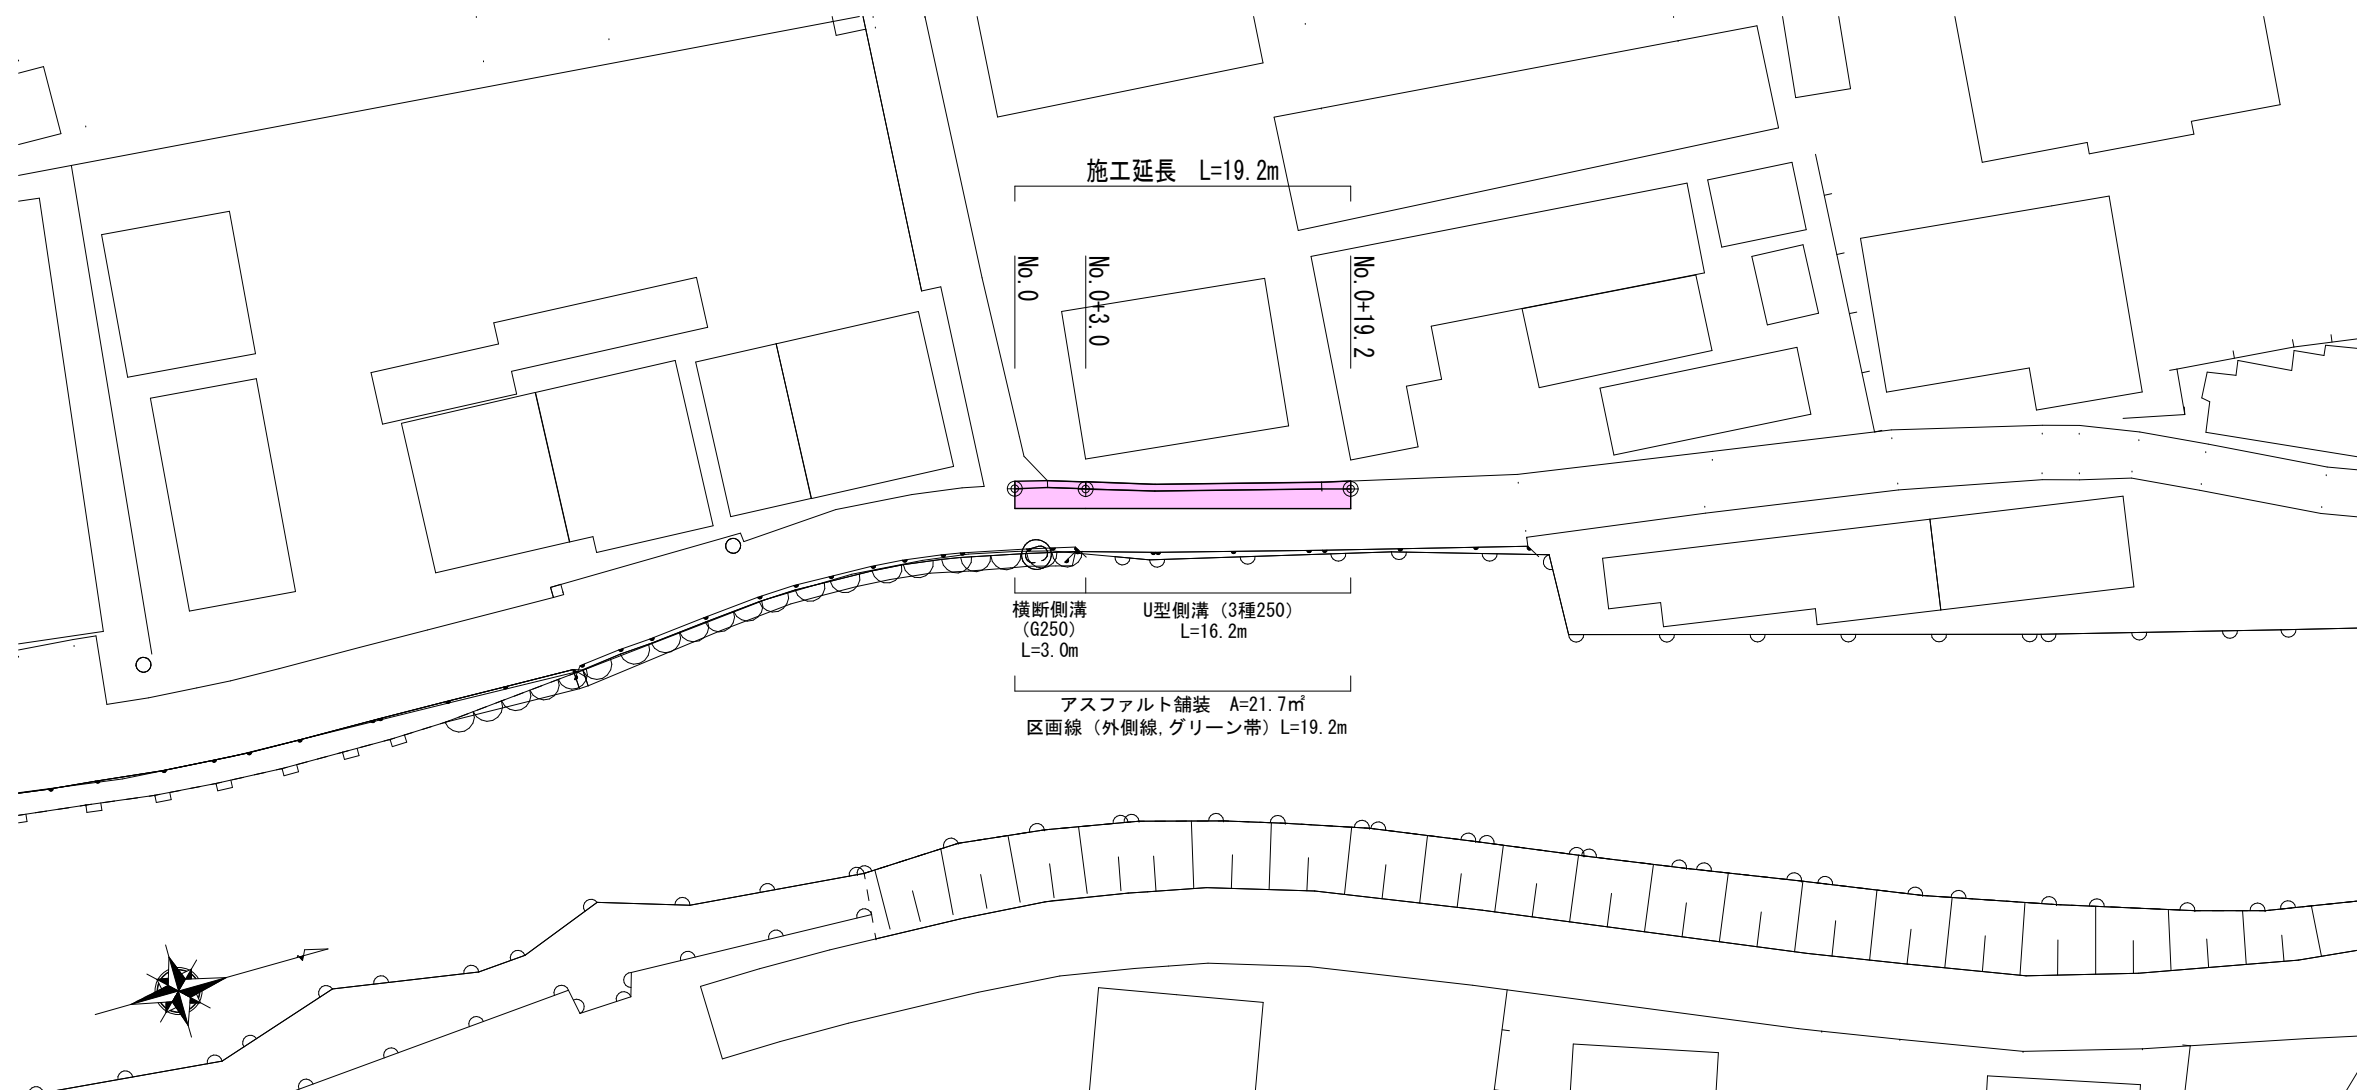 施工延長　L=19.2m
No.0
No.0+3.0
No.0+19.2
横断側溝
（G250）
L=3.0m
U型側溝（3種250）
L=16.2m
アスファルト舗装　A=21.7㎡
区画線（外側線,グリーン帯）L=19.2m